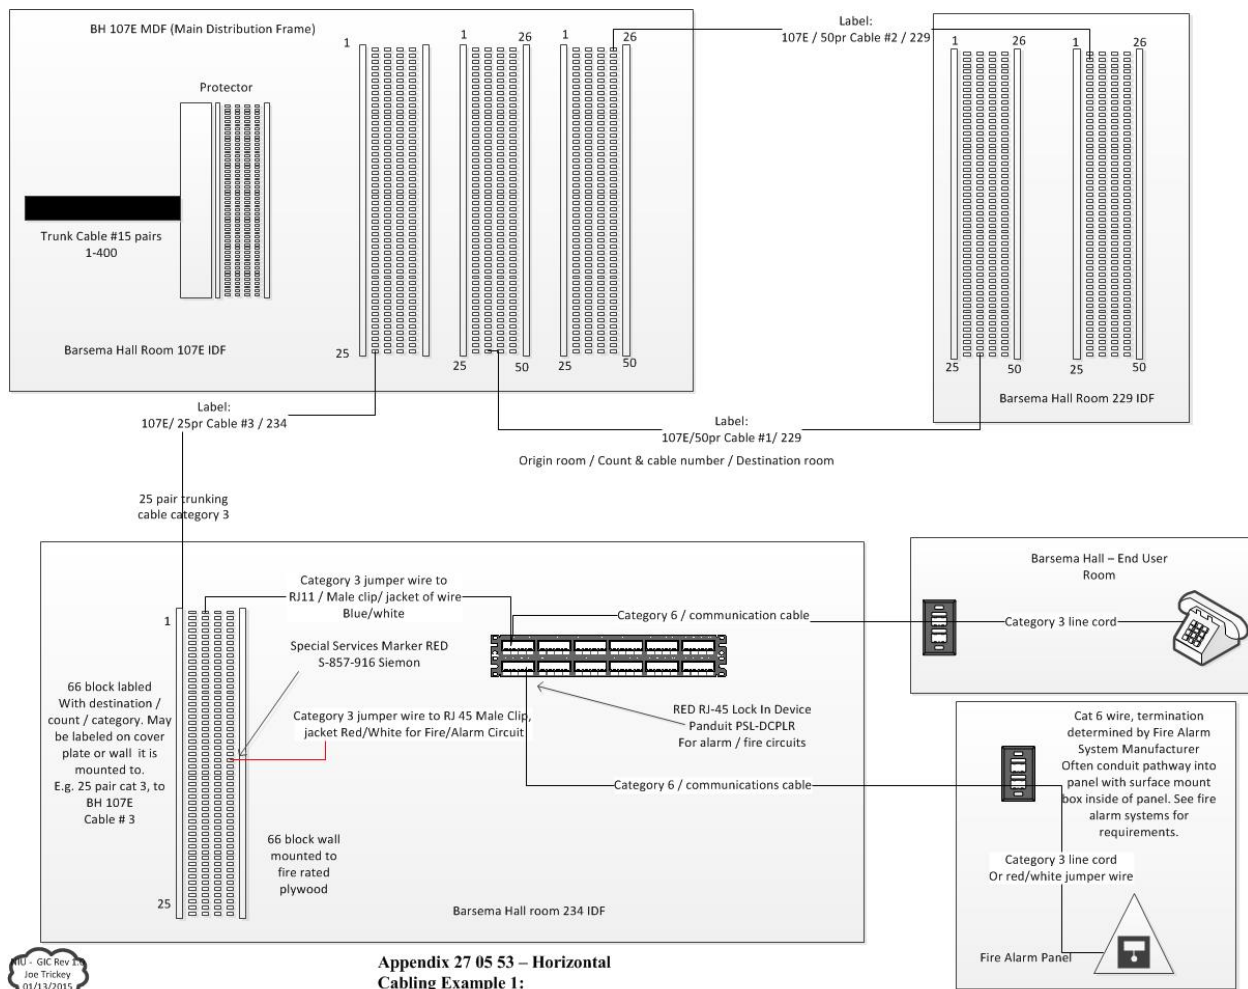 BH 107E MDF (Main Distribution Frame)
Protector
Trunk Cable #15 pairs
1-400
Barsema Hall Room 107E IDF
1
25
1
26
25
50
1
26
25
50
Label:
107E / 50pr Cable #2 / 229
1
26
25
50
1
26
25
50
Barsema Hall Room 229 IDF
Label:
107E/ 25pr Cable #3 / 234
Label:
107E/50pr Cable #1/ 229
Origin room / Count & cable number / Destination room
25 pair trunking
cable category 3
1
25
66 block labled
With destination /
count / category. May
be labeled on cover
plate or wall it is
mounted to.
E.g. 25 pair cat 3, to
BH 107E
Cable # 3
Category 3 jumper wire to
RJ11 / Male clip/ jacket of wire
Blue/white
Special Services Marker RED
S-857-916 Siemon
Category 3 jumper wire to RJ 45 Male Clip,
jacket Red/White for Fire/Alarm Circuit
66 block wall
mounted to
fire rated
plywood
RED RJ-45 Lock In Device
Panduit PSL-DCPLR
For alarm / fire circuits
Category 6 / communication cable
Category 6 / communications cable
Barsema Hall room 234 IDF
Barsema Hall – End User
Room
Category 3 line cord
Cat 6 wire, termination
determined by Fire Alarm
System Manufacturer
Often conduit pathway into
panel with surface mount
box inside of panel. See fire
alarm systems for
requirements.
Category 3 line cord
Or red/white jumper wire
Fire Alarm Panel
NIU - GIC Rev 1.0
Joe Trickey
01/13/2015
Appendix 27 05 53 – Horizontal
Cabling Example 1: